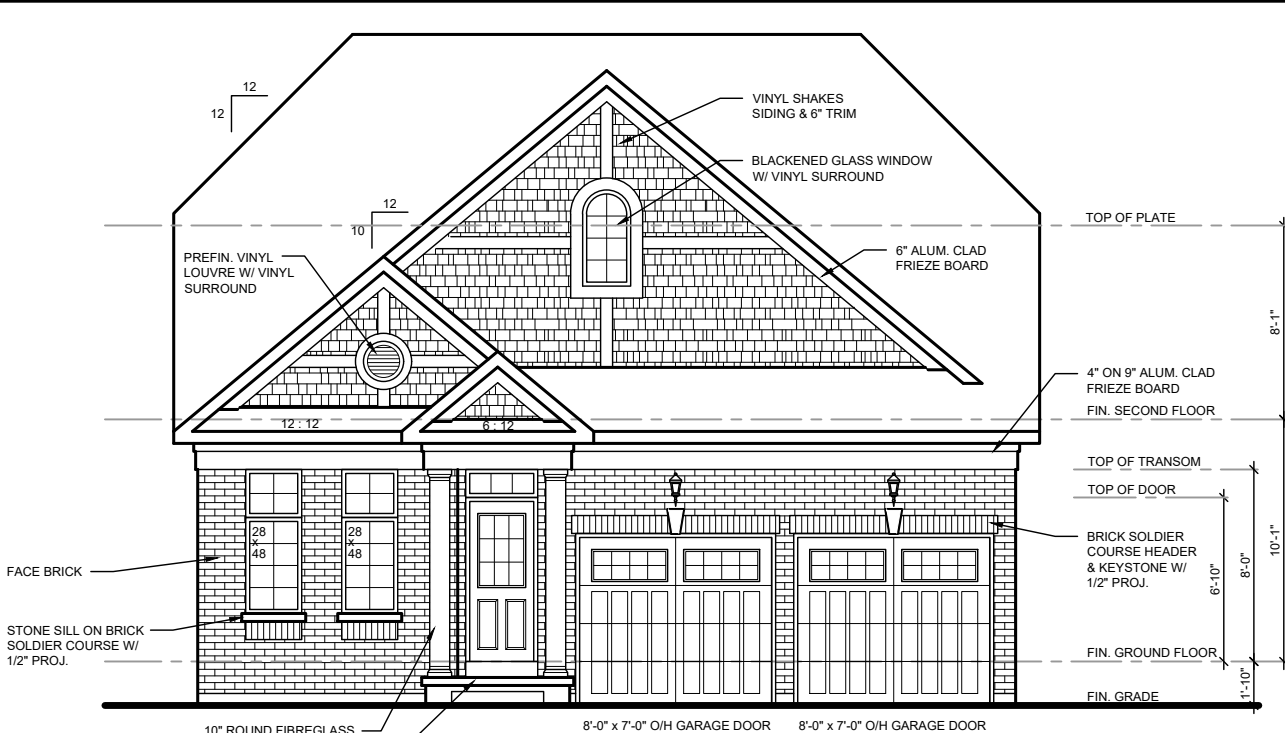 12
12
VINYL SHAKES
SIDING & 6" TRIM
BLACKENED GLASS WINDOW
W/ VINYL SURROUND
12
10
TOP OF PLATE
PREFIN. VINYL
LOUVRE W/ VINYL
SURROUND
6" ALUM. CLAD
FRIEZE BOARD
8'-1"
4" ON 9" ALUM. CLAD
FRIEZE BOARD
FIN. SECOND FLOOR
12 : 12
6 : 12
TOP OF TRANSOM
TOP OF DOOR
28
x
48
28
x
48
BRICK SOLDIER
COURSE HEADER
& KEYSTONE W/
1/2" PROJ.
6'-10"
8'-0"
10'-1"
FACE BRICK
STONE SILL ON BRICK
SOLDIER COURSE W/
1/2" PROJ.
FIN. GROUND FLOOR
1'-10"
FIN. GRADE
10" ROUND FIBREGLASS
8'-0" x 7'-0" O/H GARAGE DOOR
8'-0" x 7'-0" O/H GARAGE DOOR